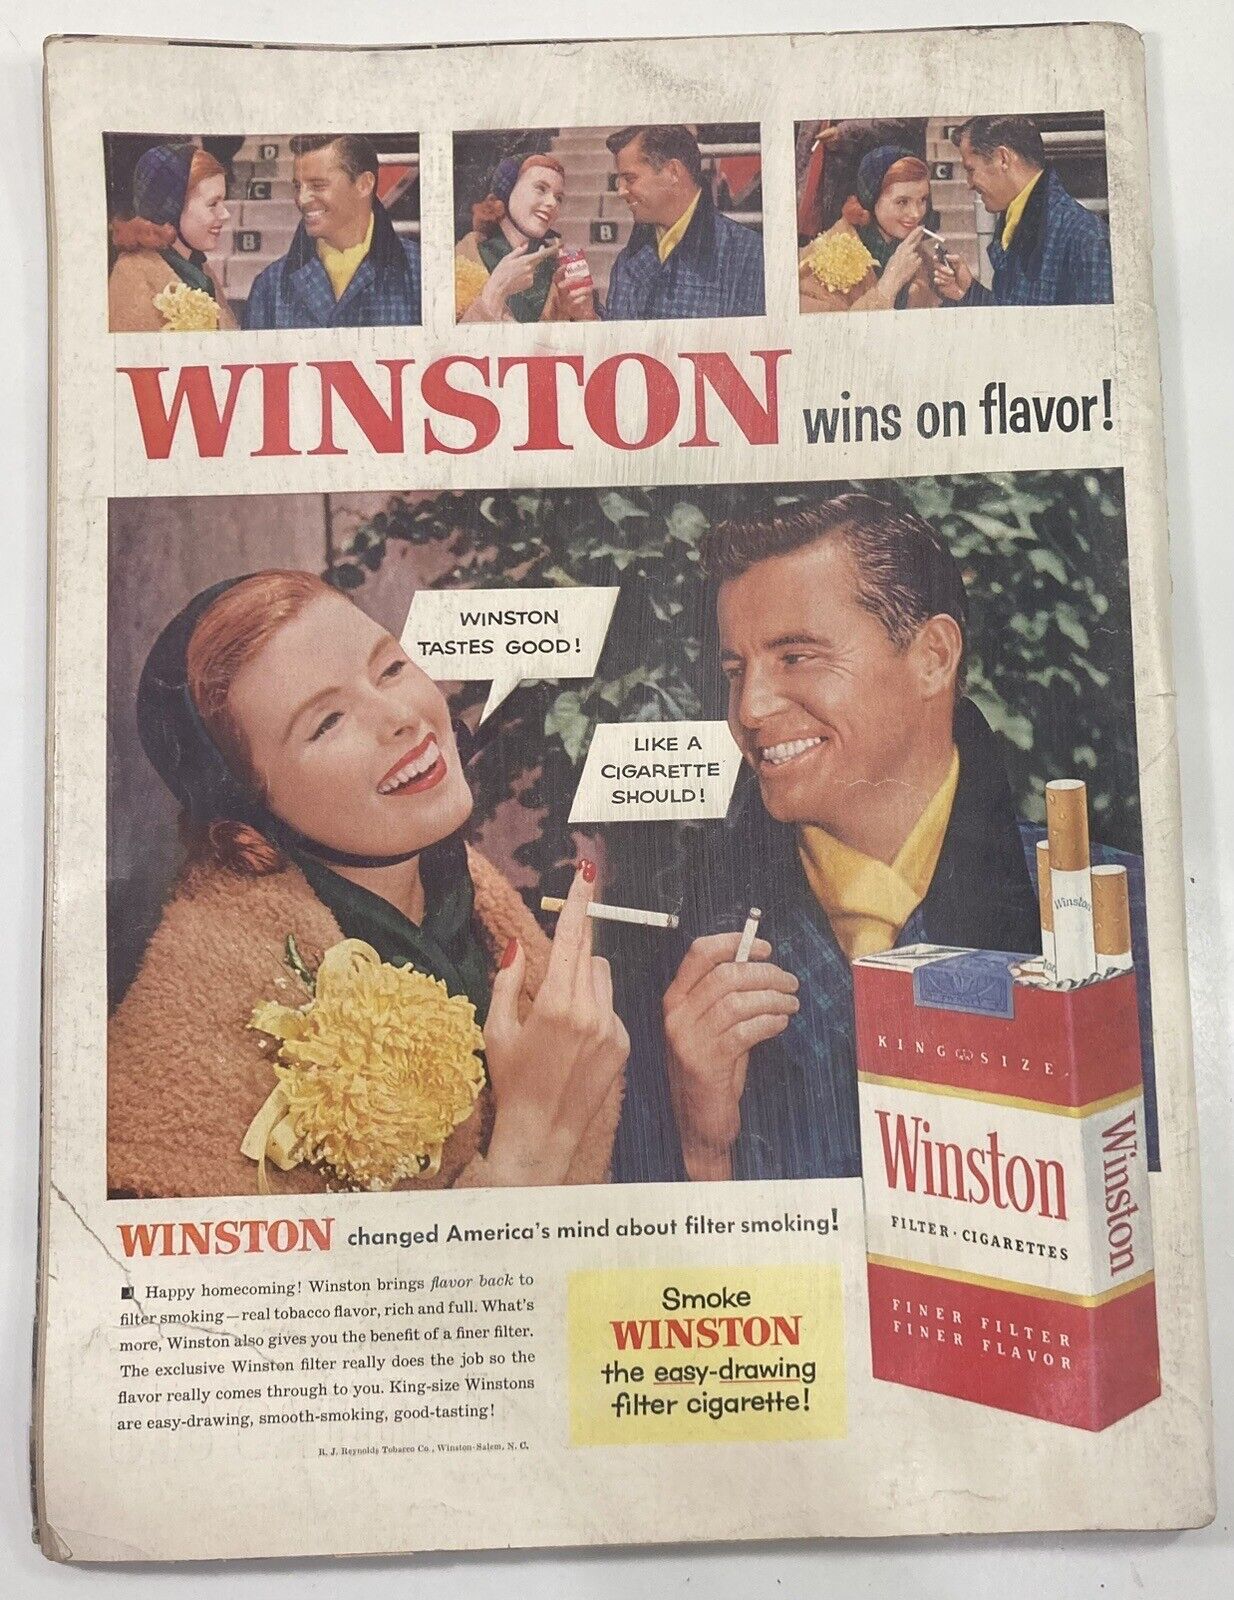 D
C
B
C
B
C
B
WINSTON wins on flavor!
WINSTON
TASTES GOOD!
LIKE A
CIGARETTE
SHOULD!
Winston
KING SIZE
Winston
FILTER·CIGARETTES
FINER FILTER
FINER FLAVOR
Winston
WINSTON changed America's mind about filter smoking!
Happy homecoming! Winston brings flavor back to
filter smoking—real tobacco flavor, rich and full. What's
more, Winston also gives you the benefit of a finer filter.
The exclusive Winston filter really does the job so the
flavor really comes through to you. King-size Winstons
are easy-drawing, smooth-smoking, good-tasting!
R. J. Reynolds Tobacco Co., Winston-Salem, N. C.
Smoke
WINSTON
the easy-drawing
filter cigarette!